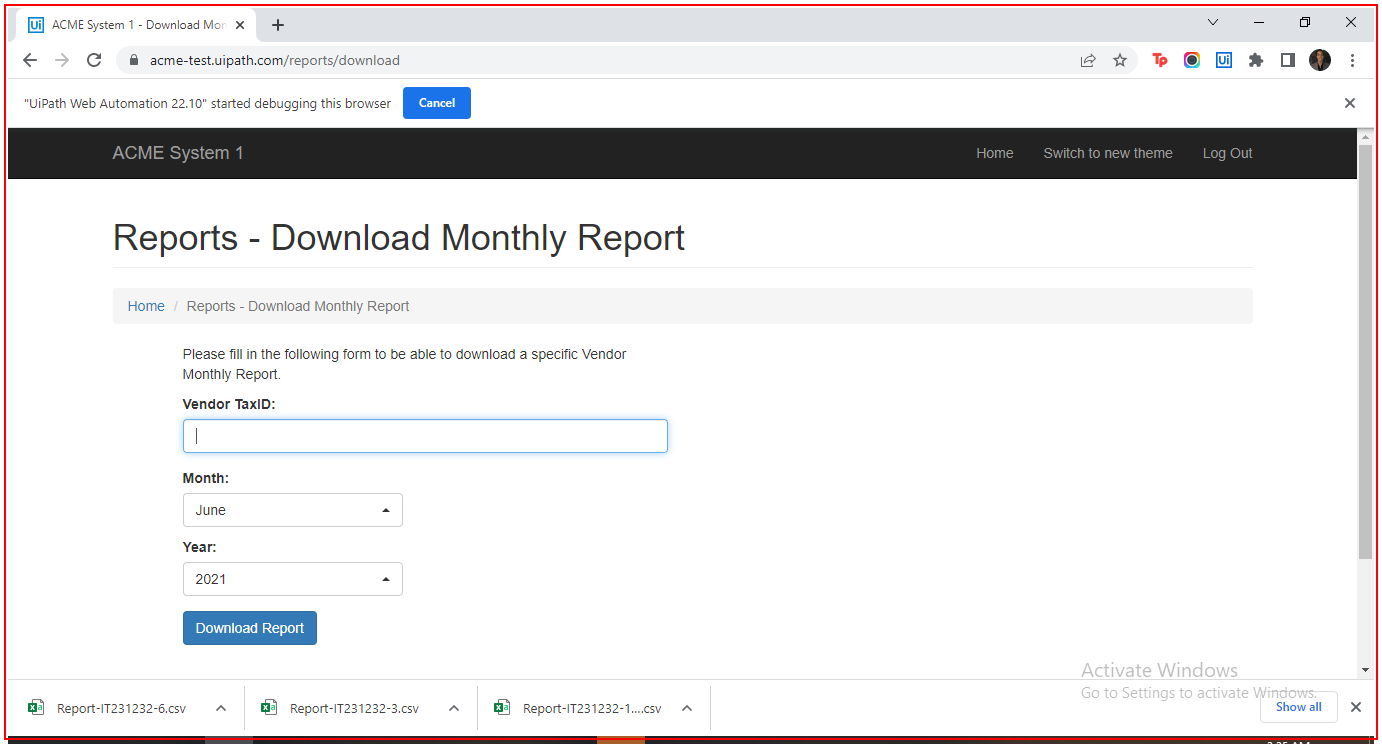 Ui ACME System 1 - Download Mon
acme-test.uipath.com/reports/download
Tp
Ui
"UiPath Web Automation 22.10" started debugging this browser
Cancel
ACME System 1
Home
Switch to new theme
Log Out
Reports - Download Monthly Report
Home / Reports - Download Monthly Report
Please fill in the following form to be able to download a specific Vendor
Monthly Report.
Vendor TaxID:
Month:
June
Year:
2021
Download Report
Activate Windows
Go to Settings to activate Windows.
Report-IT231232-6.csv
Report-IT231232-3.csv
Report-IT231232-1....csv
Show all